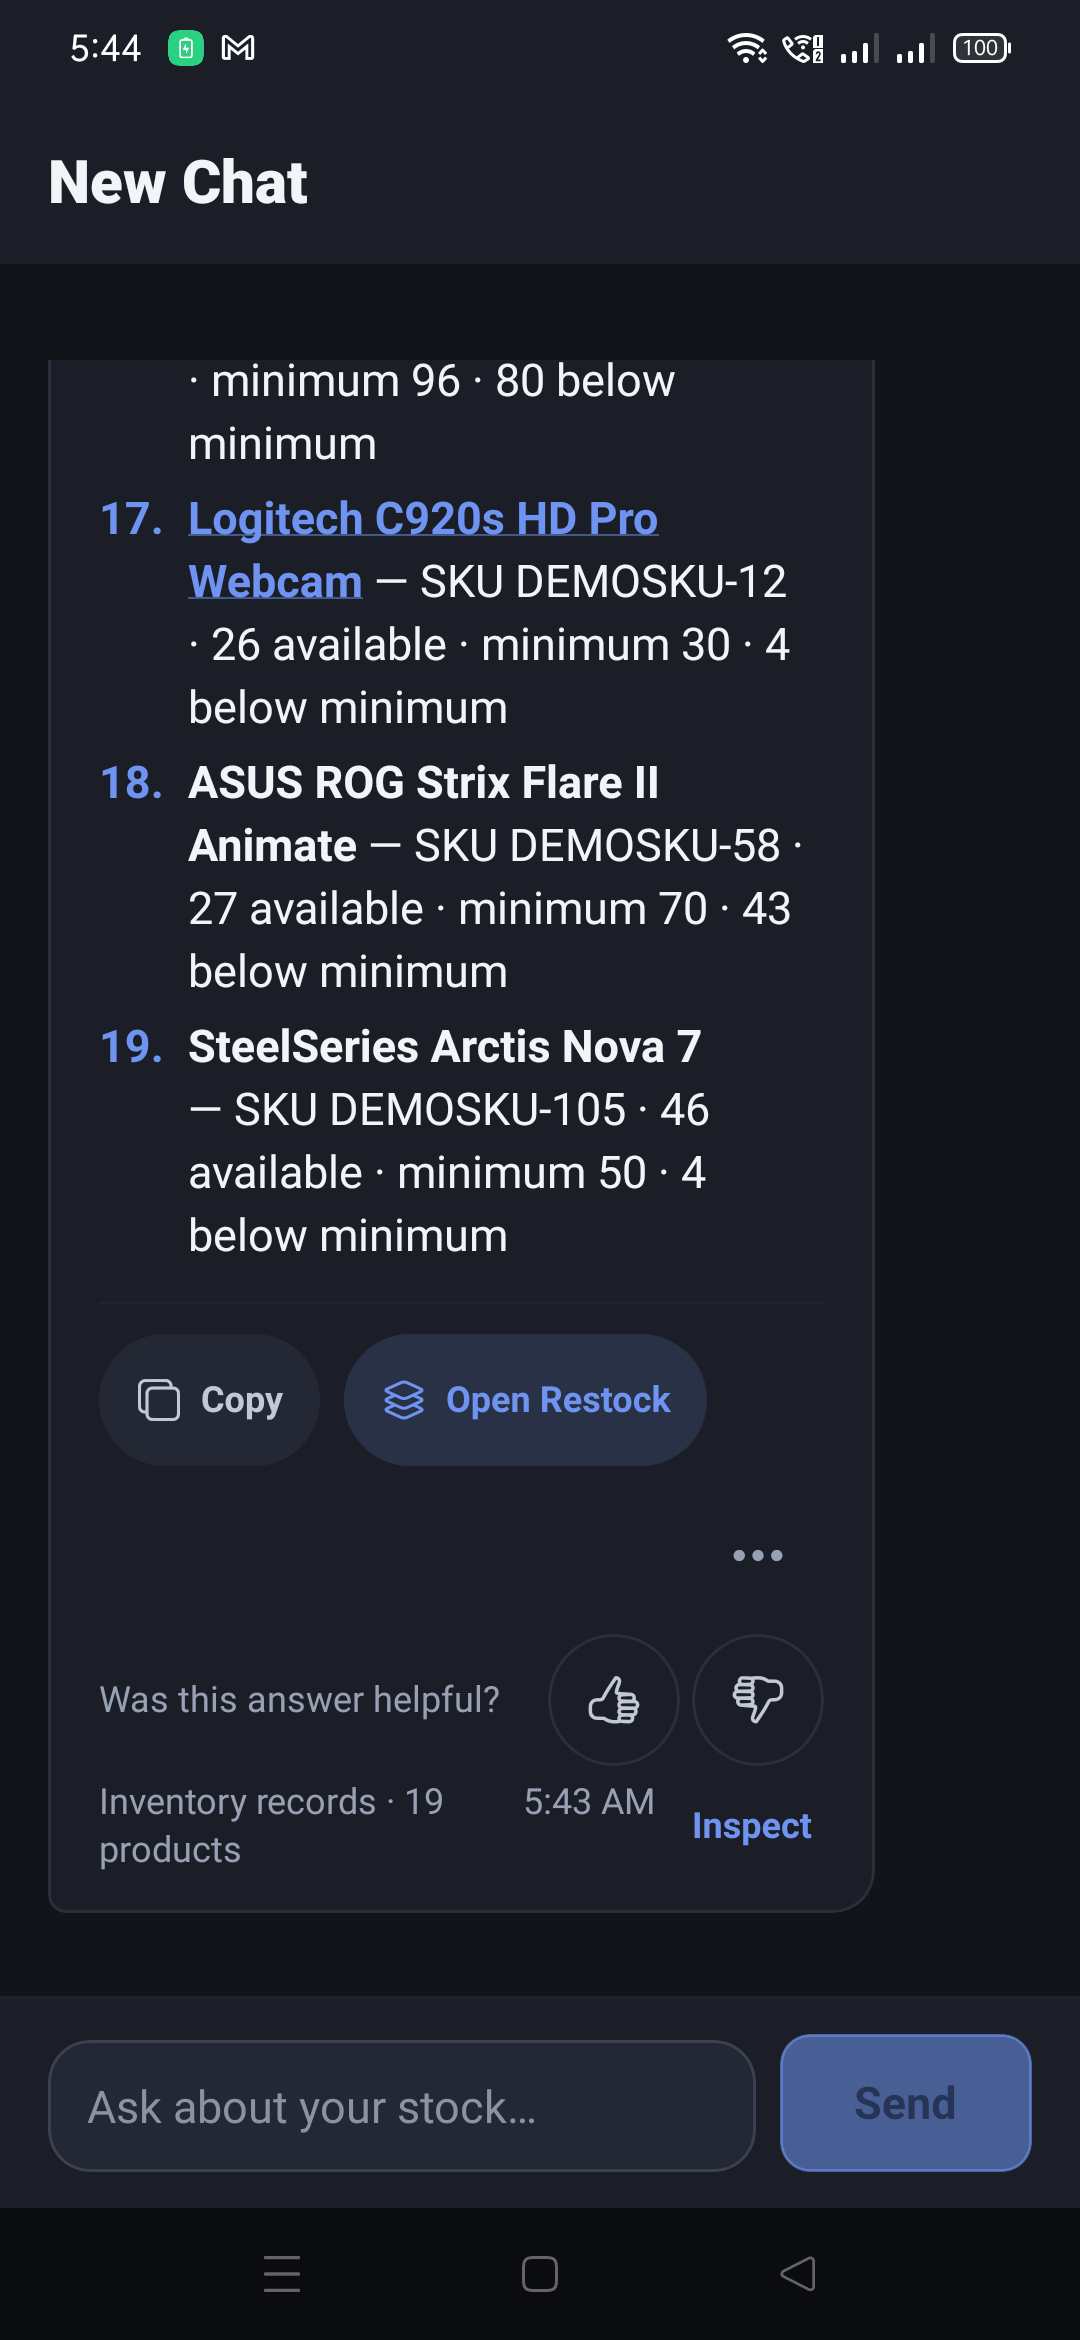 5:44
100
New Chat
· minimum 96 · 80 below
minimum
17. Logitech C920s HD Pro
Webcam — SKU DEMOSKU-12
· 26 available · minimum 30 · 4
below minimum
18. ASUS ROG Strix Flare II
Animate — SKU DEMOSKU-58 ·
27 available · minimum 70 · 43
below minimum
19. SteelSeries Arctis Nova 7
— SKU DEMOSKU-105 · 46
available · minimum 50 · 4
below minimum
Copy
Open Restock
Was this answer helpful?
Inventory records · 19
products
5:43 AM
Inspect
Ask about your stock...
Send